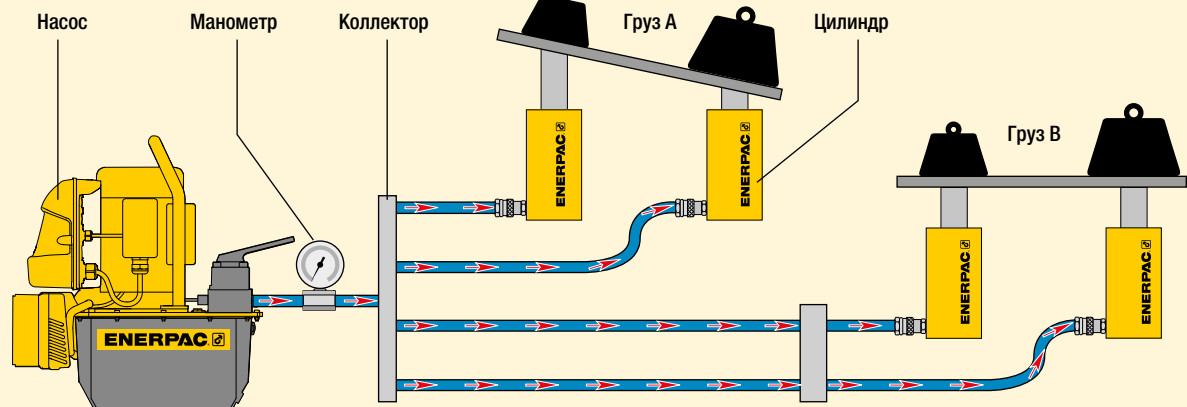 Насос
Манометр
Коллектор
Груз А
Цилиндр
Груз В
ENERPAC
ENERPAC
ENERPAC
ENERPAC
ENERPAC